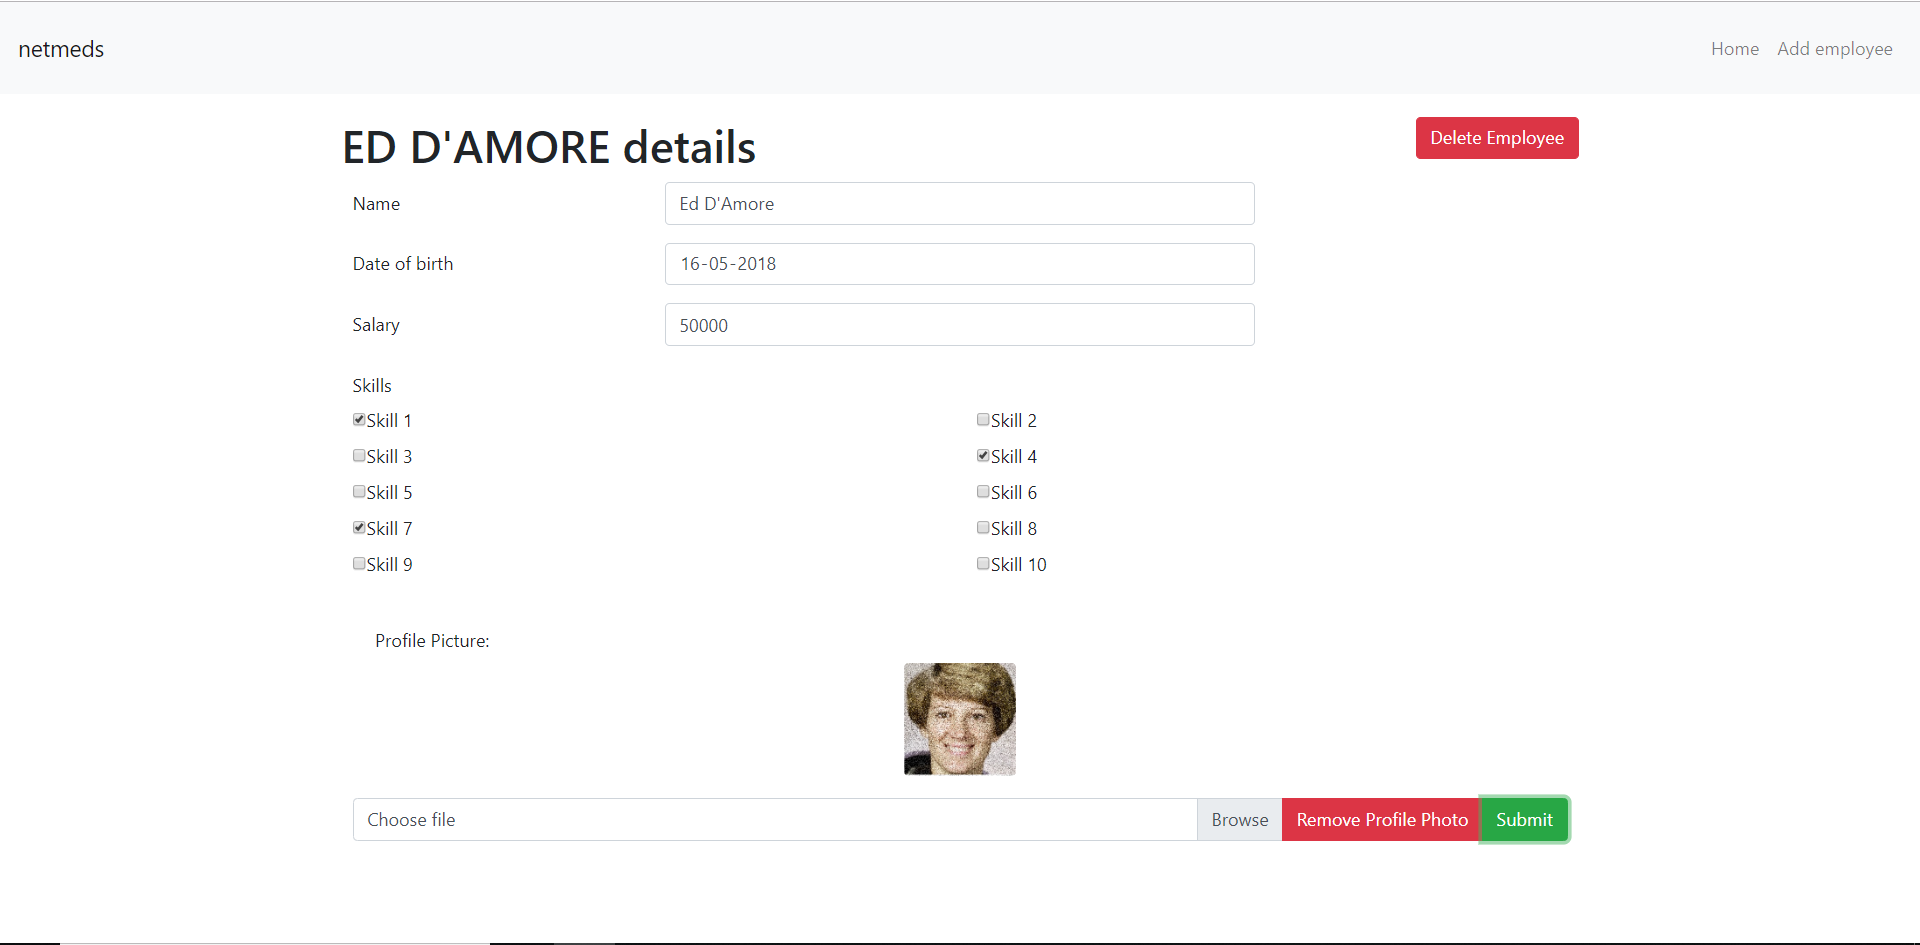 netmeds
Home Add employee
ED D'AMORE details
Delete Employee
Name
Ed D'Amore
Date of birth
16-05-2018
Salary
50000
Skills
Skill 1
Skill 2
Skill 3
Skill 4
Skill 5
Skill 6
Skill 7
Skill 8
Skill 9
Skill 10
Profile Picture:
Choose file
Browse
Remove Profile Photo
Submit